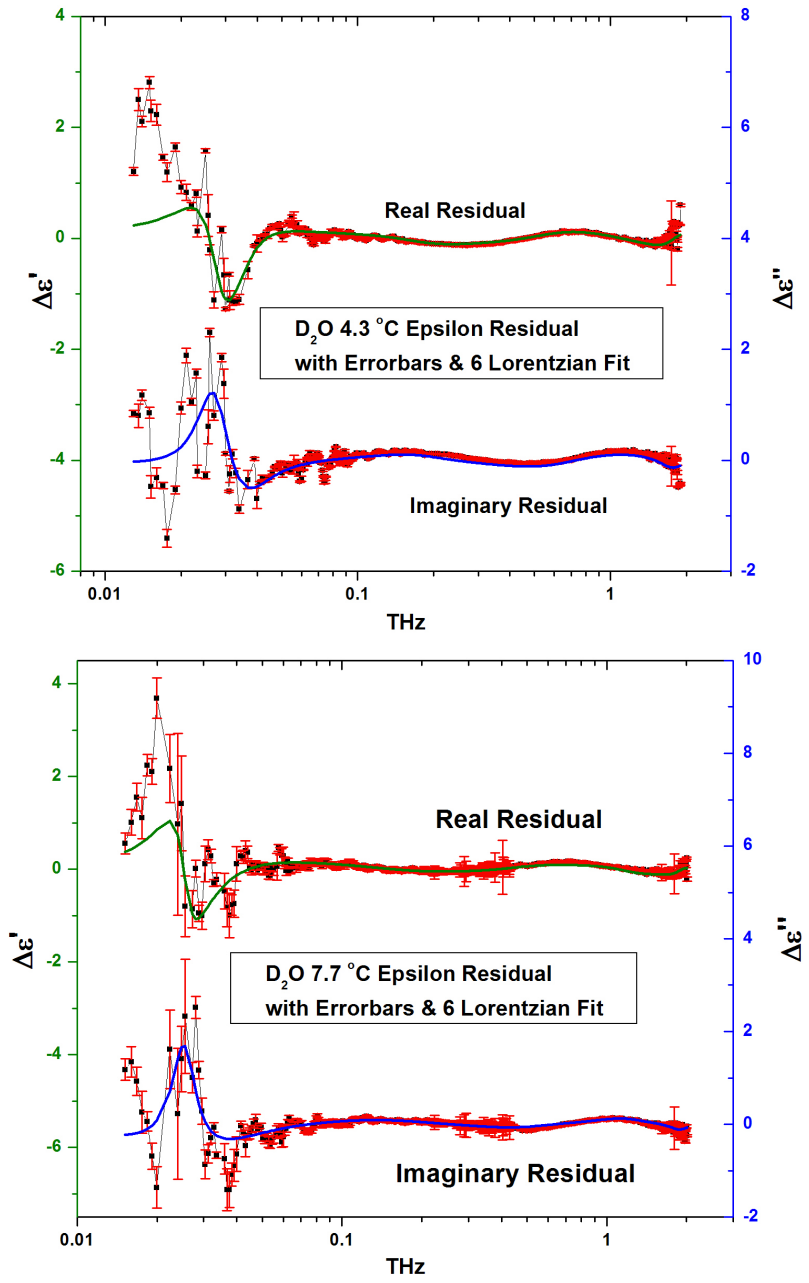 4
8
2
6
0
4
-2
2
-4
0
-6
-2
Δε'
Δε''
Real Residual
D₂O 4.3 °C Epsilon Residual
with Errorbars & 6 Lorentzian Fit
Imaginary Residual
0.01
0.1
1
THz
4
10
2
8
0
6
-2
4
-4
2
-6
0
-2
Δε'
Δε''
Real Residual
D₂O 7.7 °C Epsilon Residual
with Errorbars & 6 Lorentzian Fit
Imaginary Residual
0.01
0.1
1
THz